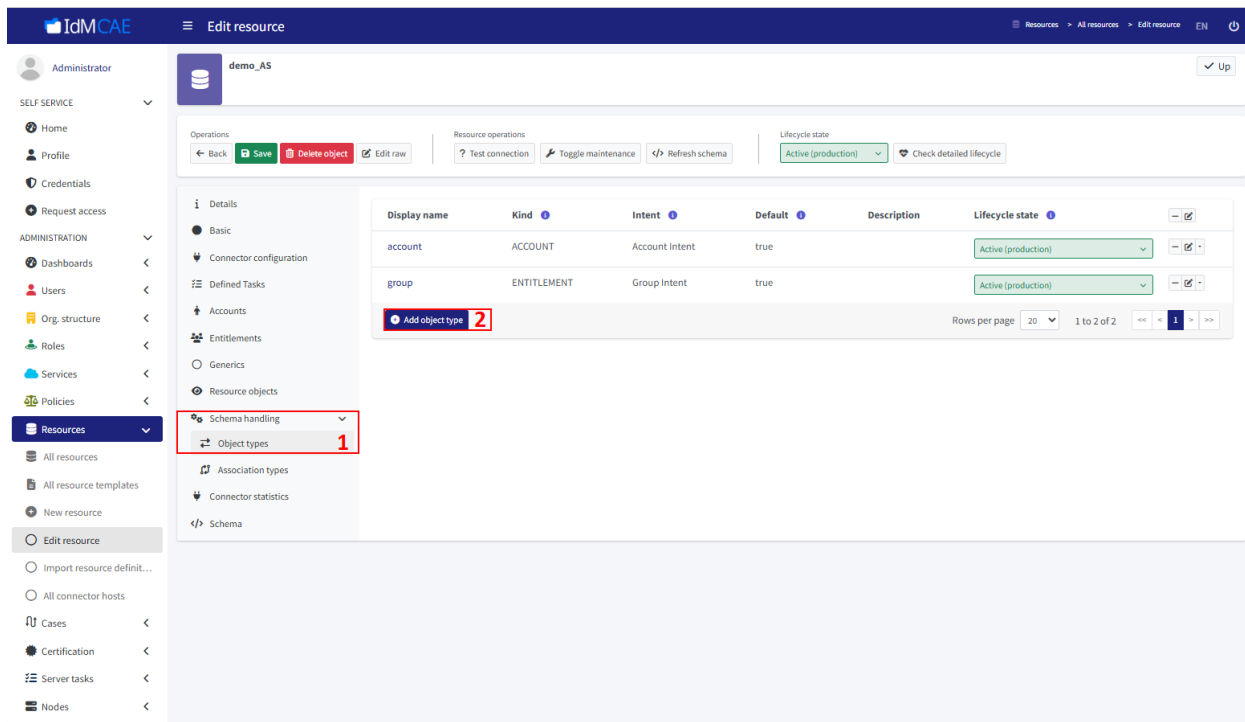 IdMCAE
Edit resource
Resources > All resources > Edit resource
EN
Administrator
SELF SERVICE
Home
Profile
Credentials
Request access
ADMINISTRATION
Dashboards
Users
Org. structure
Roles
Services
Policies
Resources
All resources
All resource templates
New resource
Edit resource
Import resource definit...
All connector hosts
Cases
Certification
Server tasks
Nodes
demo_AS
Up
Operations
Back Save Delete object Edit raw
Resource operations
? Test connection Toggle maintenance </> Refresh schema
Lifecycle state
Active (production) Check detailed lifecycle
Details
Basic
Connector configuration
Defined Tasks
Accounts
Entitlements
Generics
Resource objects
Schema handling
Object types 1
Association types
Connector statistics
</> Schema
Display name Kind Intent Default Description Lifecycle state
account ACCOUNT Account Intent true Active (production)
group ENTITLEMENT Group Intent true Active (production)
Add object type 2
Rows per page 20 1 to 2 of 2 << < 1 > >>